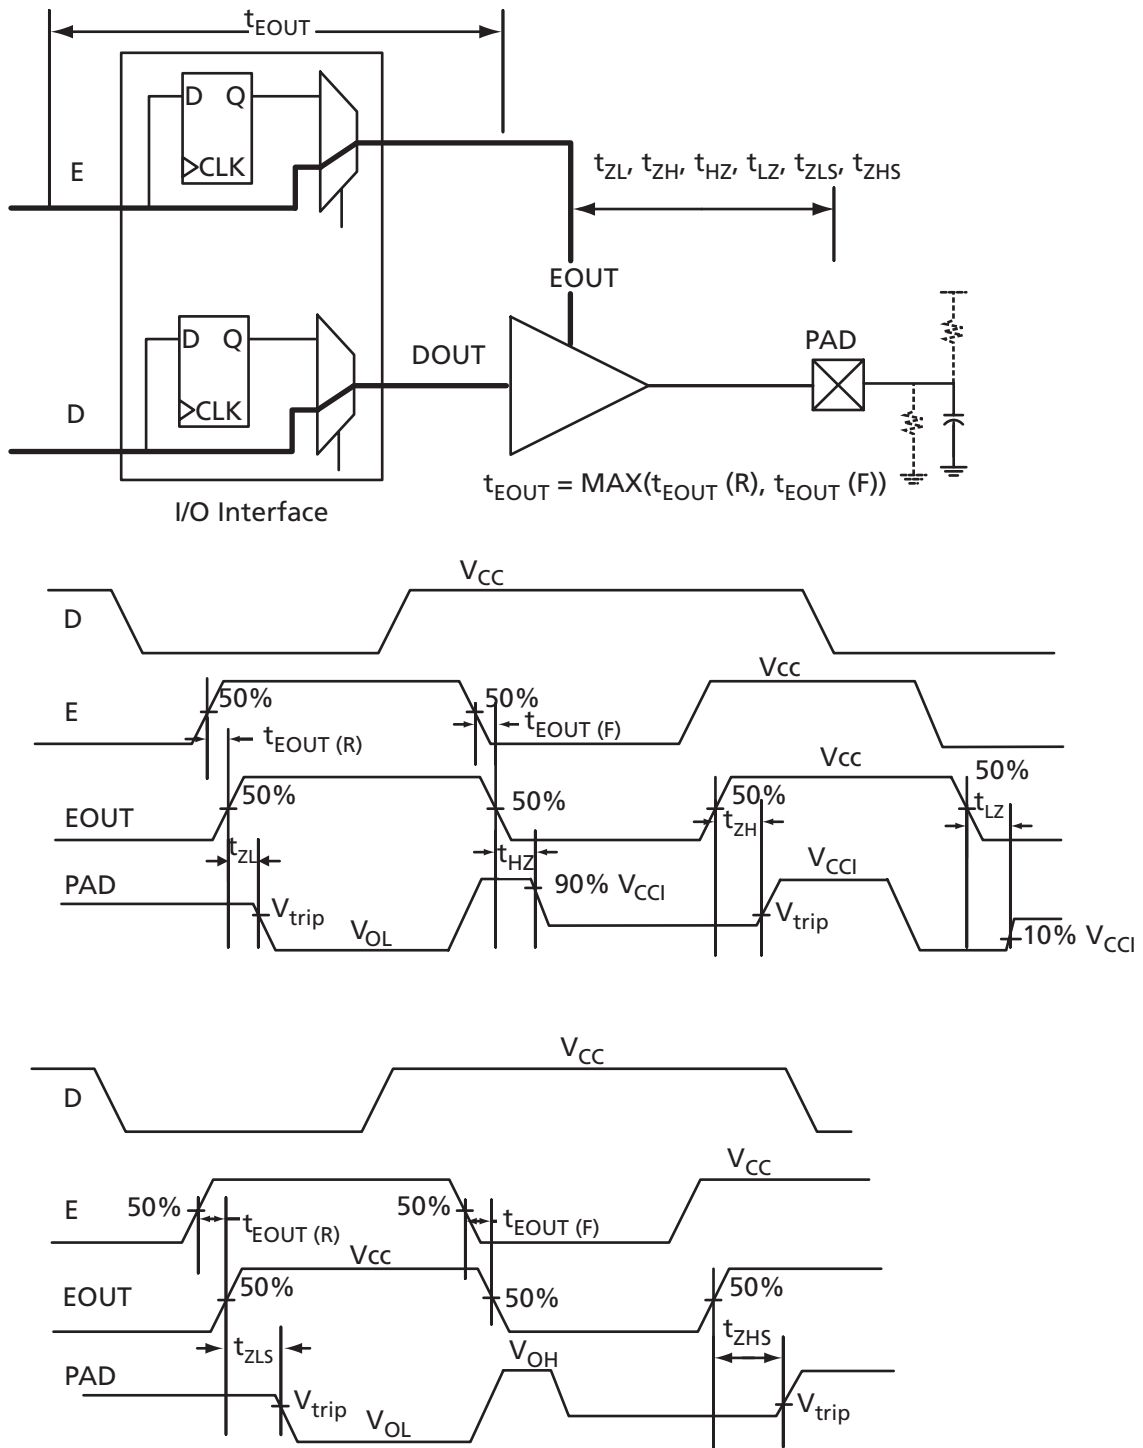 tEOUT
D Q
CLK
E
tZL, tZH, tHZ, tLZ, tZLS, tZHS
EOUT
D Q
CLK
DOUT
PAD
D
tEOUT = MAX(tEOUT (R), tEOUT (F))
I/O Interface
VCC
D
Vcc
E
50%
50%
tEOUT (R)
tEOUT (F)
Vcc
50%
EOUT
50%
50%
50%
tLZ
tZH
tZL
tHZ
PAD
90% VCCI
VCCI
Vtrip
Vtrip
VOL
10% VCCI
VCC
D
VCC
E
50%
50%
tEOUT (R)
tEOUT (F)
Vcc
EOUT
50%
50%
50%
tZLS
tZHS
VOH
PAD
Vtrip
Vtrip
VOL